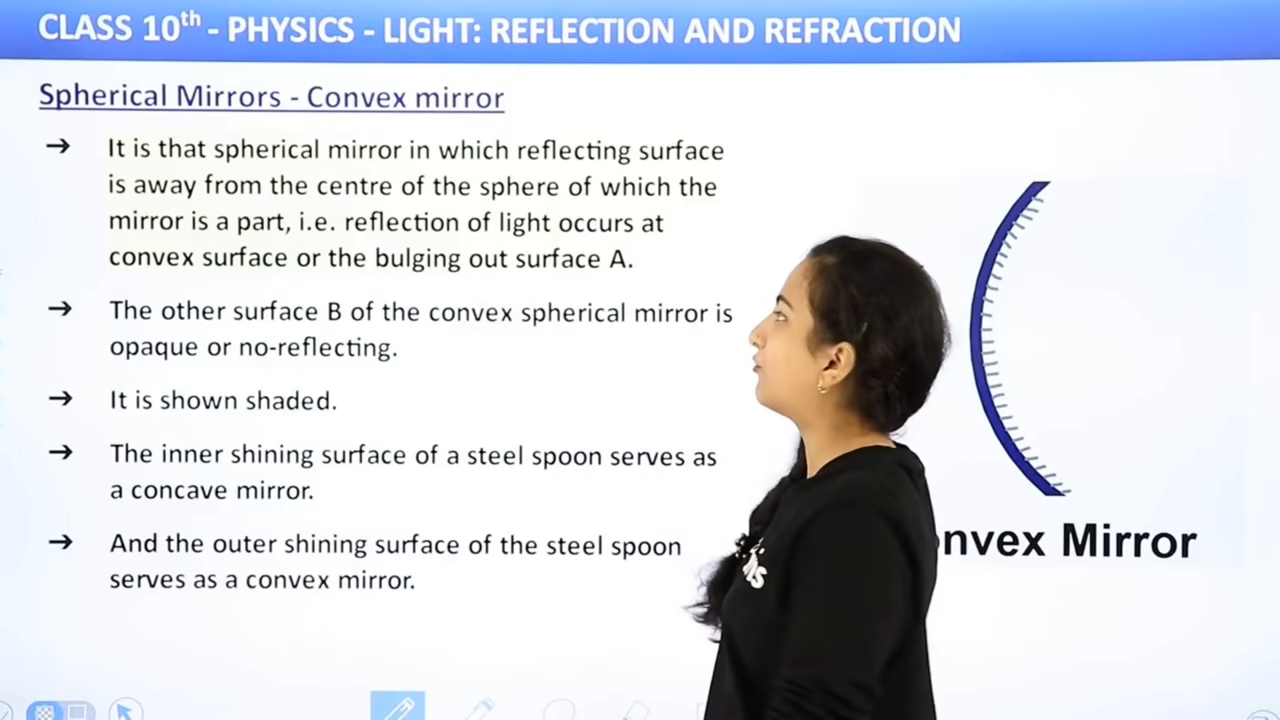 CLASS 10th - PHYSICS - LIGHT: REFLECTION AND REFRACTION
Spherical Mirrors - Convex mirror
→ It is that spherical mirror in which reflecting surface
is away from the centre of the sphere of which the
mirror is a part, i.e. reflection of light occurs at
convex surface or the bulging out surface A.
→ The other surface B of the convex spherical mirror is
opaque or no-reflecting.
→ It is shown shaded.
→ The inner shining surface of a steel spoon serves as
a concave mirror.
→ And the outer shining surface of the steel spoon
serves as a convex mirror.
nvex Mirror